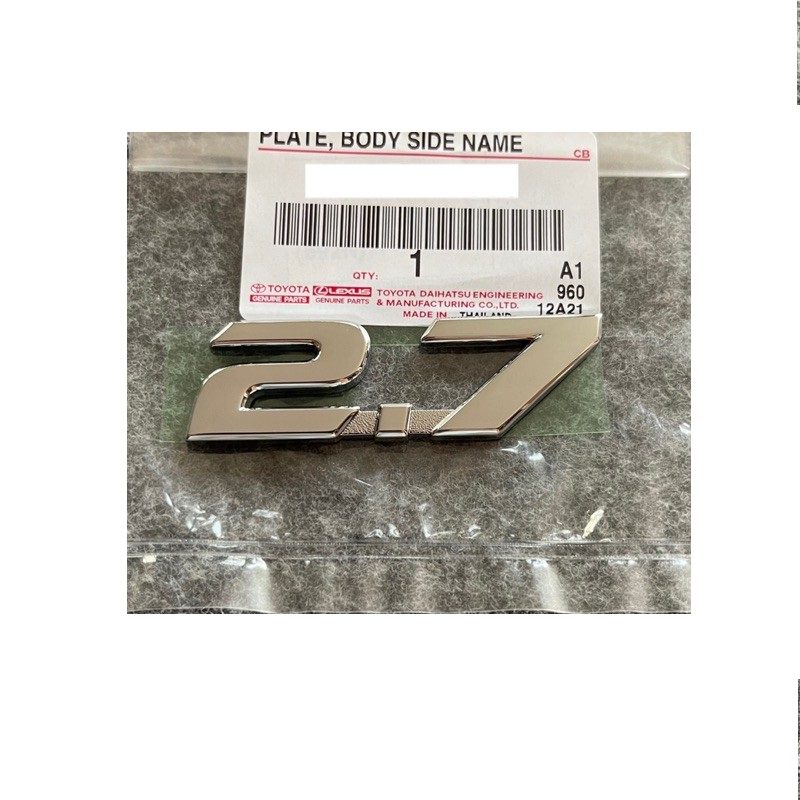 PLATE, BODY SIDE NAME
CB
QTY: 1
A1
TOYOTA LEXUS TOYOTA DAIHATSU ENGINEERING 960
GENUINE PARTS GENUINE PARTS & MANUFACTURING CO.,LTD.
MADE IN THAILAND 12A21
2.7